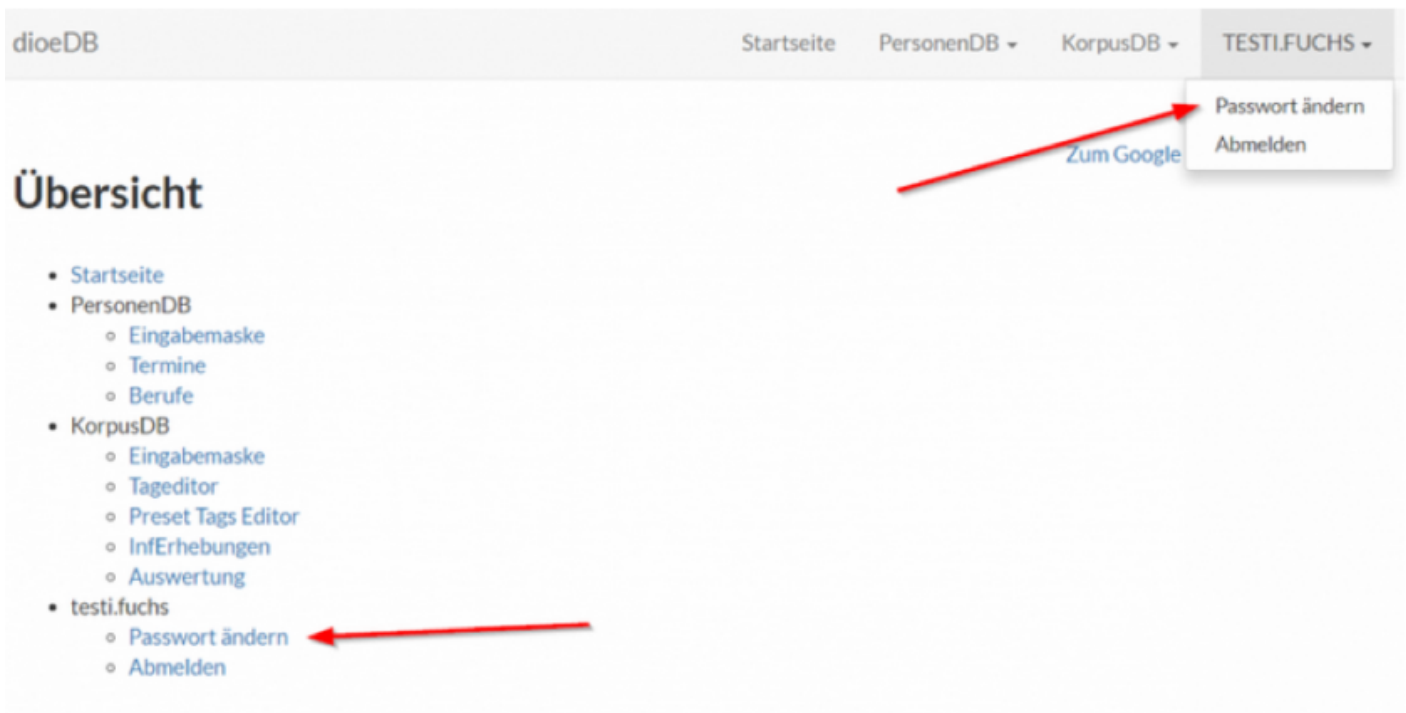 dioeDB Startseite PersonenDB KorpusDB TESTI.FUCHS
Passwort ändern
Zum Google Abmelden
Übersicht
Startseite
PersonenDB
Eingabemaske
Termine
Berufe
KorpusDB
Eingabemaske
Tageditor
Preset Tags Editor
InfErhebungen
Auswertung
testi.fuchs
Passwort ändern
Abmelden